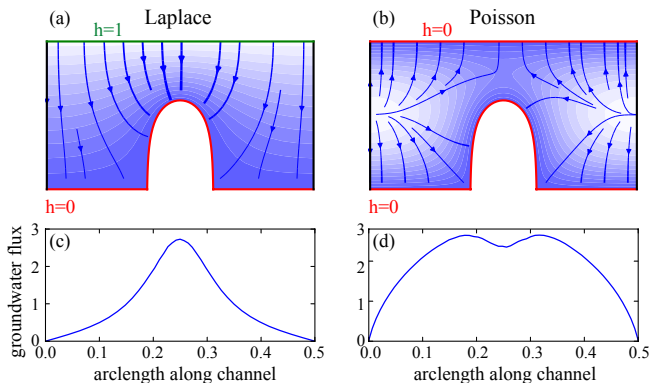 (a) Laplace
h=1
h=0
(b) Poisson
h=0
h=0
(c)
groundwater flux
3
2
1
0
0.0 0.1 0.2 0.3 0.4 0.5
arclength along channel
(d)
3
2
1
0
0.0 0.1 0.2 0.3 0.4 0.5
arclength along channel